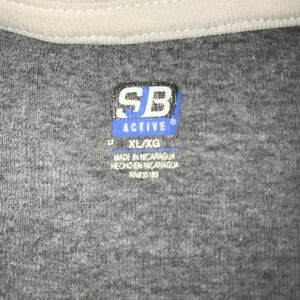 SB
ACTIVE®
XL/XG
MADE IN NICARAGUA
HECHO EN NICARAGUA
RN#35189